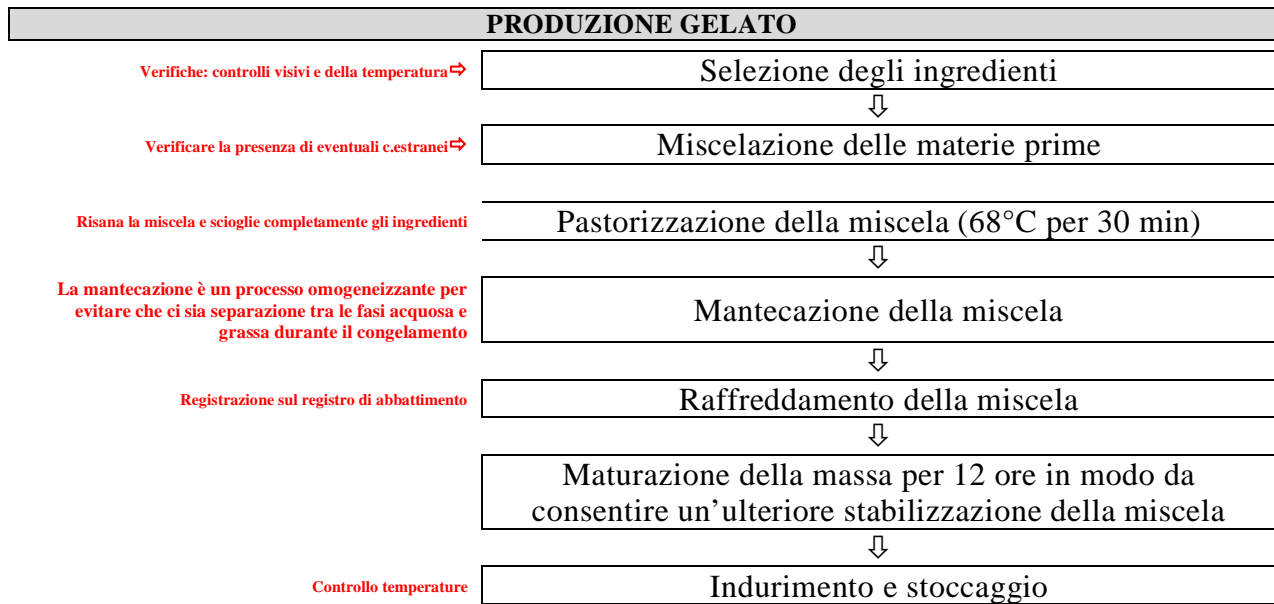 PRODUZIONE GELATO
Verifiche: controlli visivi e della temperatura⇨
Selezione degli ingredienti
⇩
Verificare la presenza di eventuali c.estranei⇨
Miscelazione delle materie prime
Risana la miscela e scioglie completamente gli ingredienti
Pastorizzazione della miscela (68°C per 30 min)
⇩
La mantecazione è un processo omogeneizzante per
evitare che ci sia separazione tra le fasi acquosa e
grassa durante il congelamento
Mantecazione della miscela
⇩
Registrazione sul registro di abbattimento
Raffreddamento della miscela
⇩
Maturazione della massa per 12 ore in modo da
consentire un’ulteriore stabilizzazione della miscela
⇩
Controllo temperature
Indurimento e stoccaggio